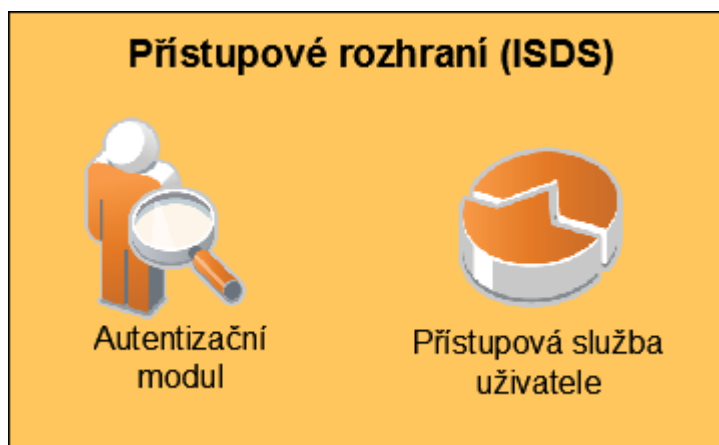 Přístupové rozhraní (ISDS)
Autentizační
modul
Přístupová služba
uživatele